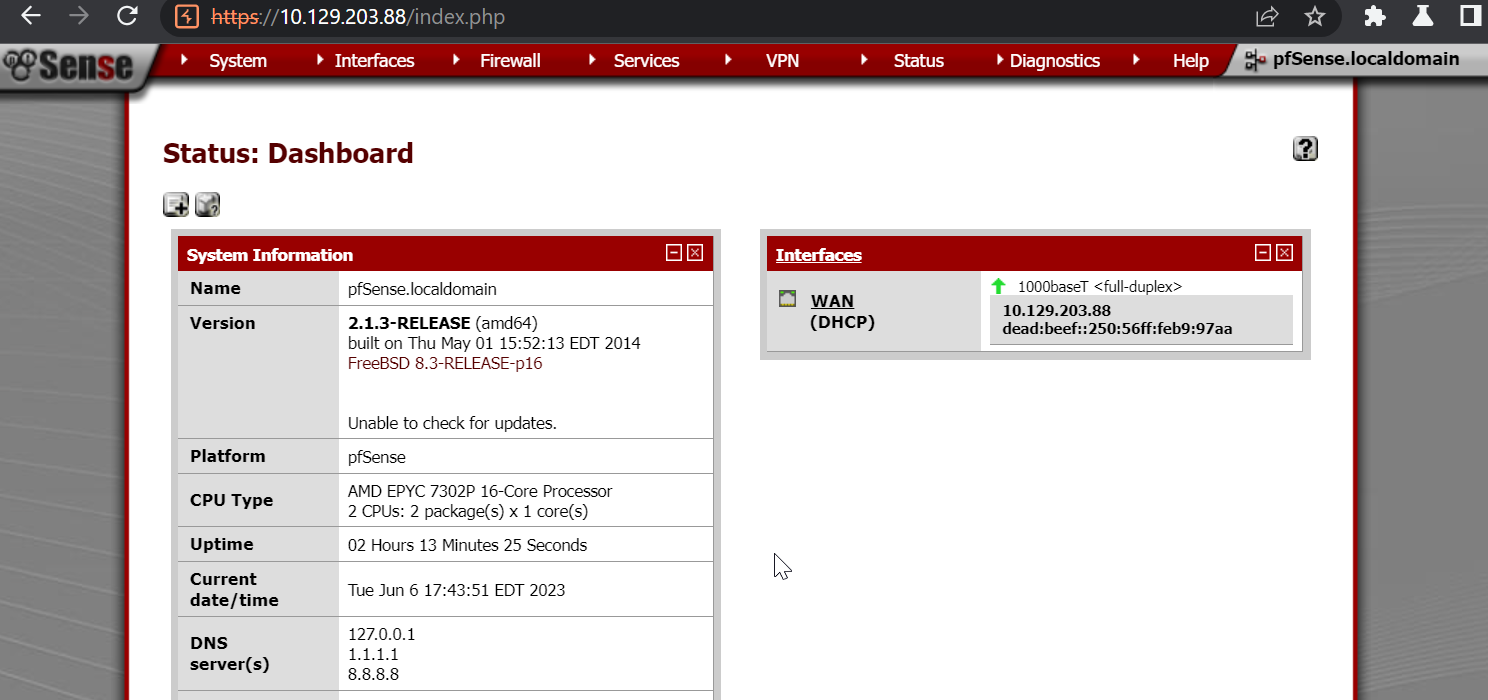 https://10.129.203.88/index.php
Sense
System
Interfaces
Firewall
Services
VPN
Status
Diagnostics
Help
pfSense.localdomain
Status: Dashboard
?
System Information
Name
pfSense.localdomain
Version
2.1.3-RELEASE (amd64)
built on Thu May 01 15:52:13 EDT 2014
FreeBSD 8.3-RELEASE-p16
Unable to check for updates.
Platform
pfSense
CPU Type
AMD EPYC 7302P 16-Core Processor
2 CPUs: 2 package(s) x 1 core(s)
Uptime
02 Hours 13 Minutes 25 Seconds
Current
date/time
Tue Jun 6 17:43:51 EDT 2023
DNS
server(s)
127.0.0.1
1.1.1.1
8.8.8.8
Interfaces
WAN
(DHCP)
1000baseT <full-duplex>
10.129.203.88
dead:beef::250:56ff:feb9:97aa